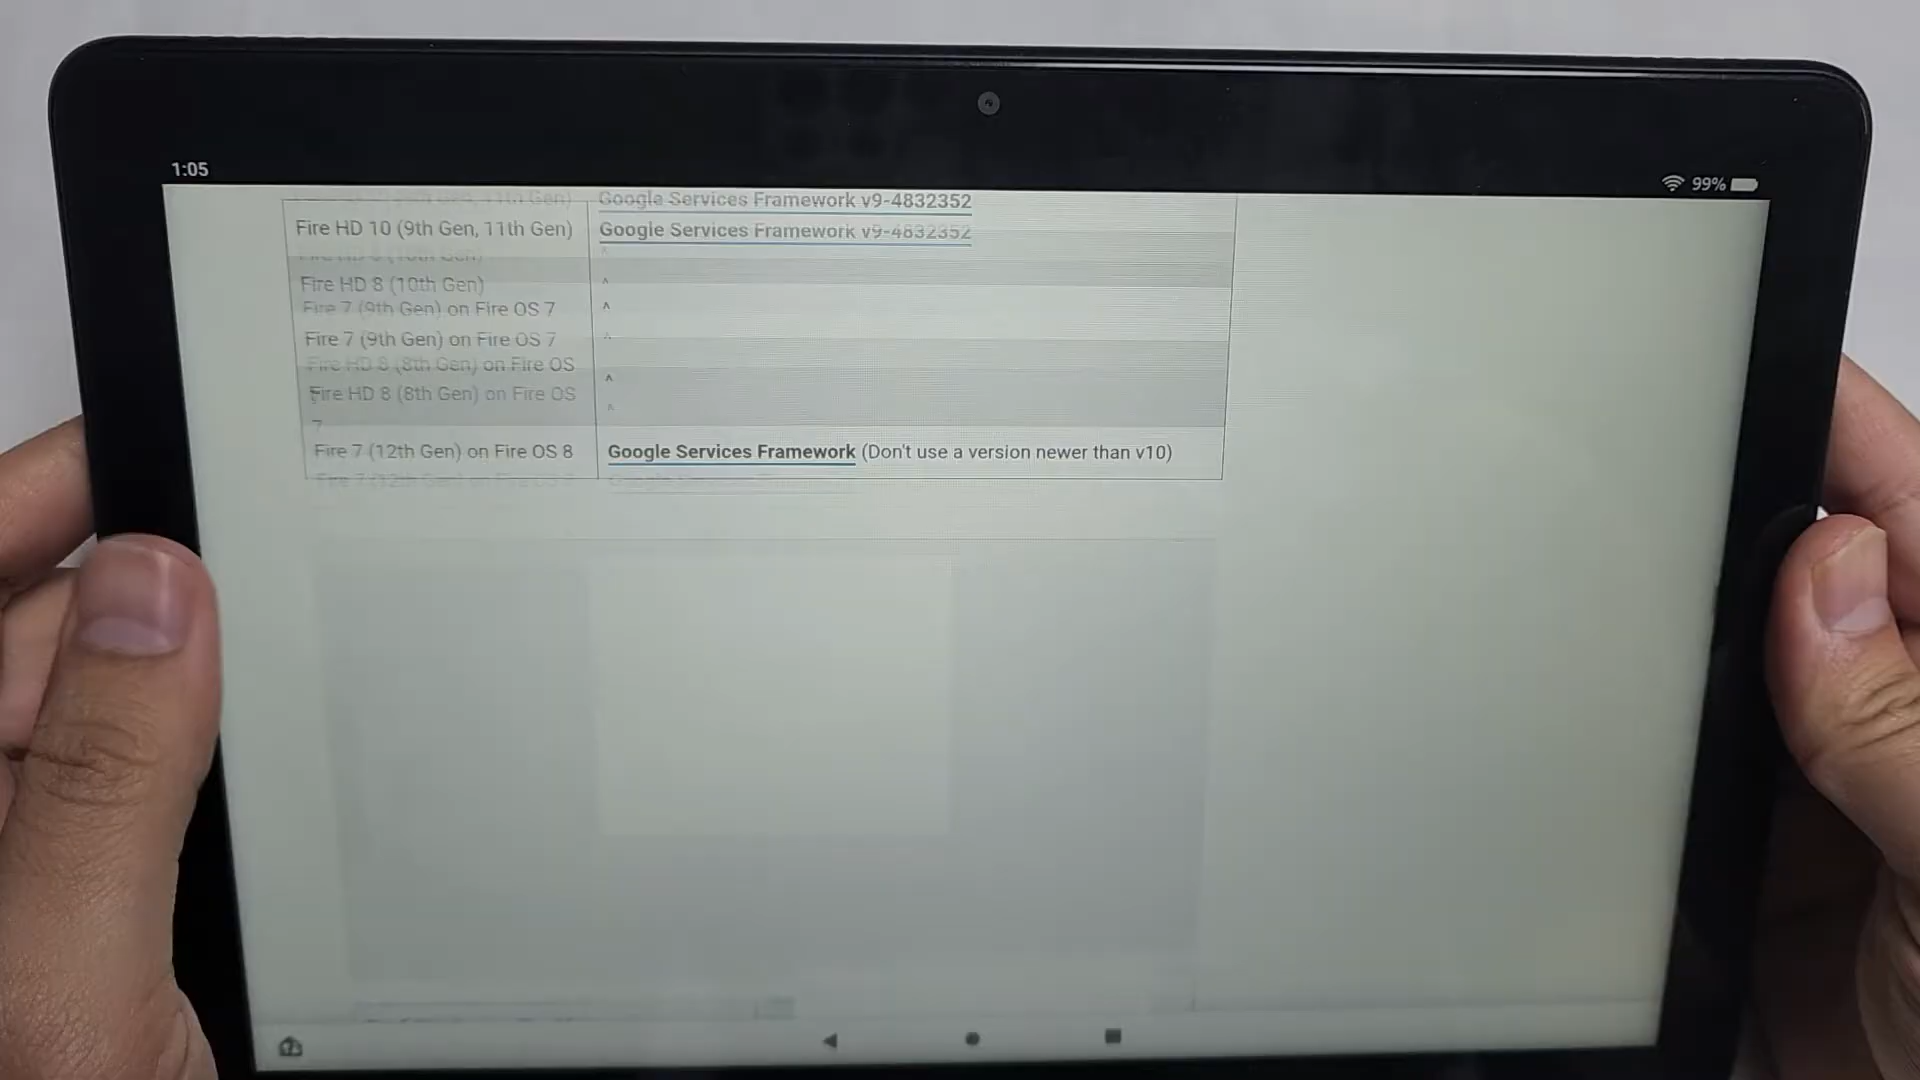 1:05
99%
Google Services Framework v9-4832352
Fire HD 10 (9th Gen, 11th Gen) Google Services Framework v9-4832352
Fire HD 8 (10th Gen) ^
Fire 7 (9th Gen) on Fire OS 7 ^
Fire 7 (9th Gen) on Fire OS 7 ^
Fire HD 8 (8th Gen) on Fire OS ^
Fire HD 8 (8th Gen) on Fire OS ^
7
Fire 7 (12th Gen) on Fire OS 8 Google Services Framework (Don't use a version newer than v10)